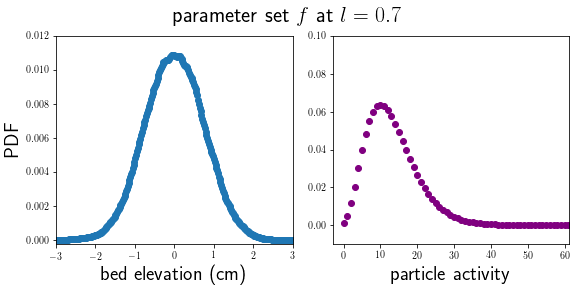 parameter set f at l = 0.7
PDF
0.012
0.010
0.008
0.006
0.004
0.002
0.000
−3 −2 −1 0 1 2 3
bed elevation (cm)
0.10
0.08
0.06
0.04
0.02
0.00
0 10 20 30 40 50 60
particle activity